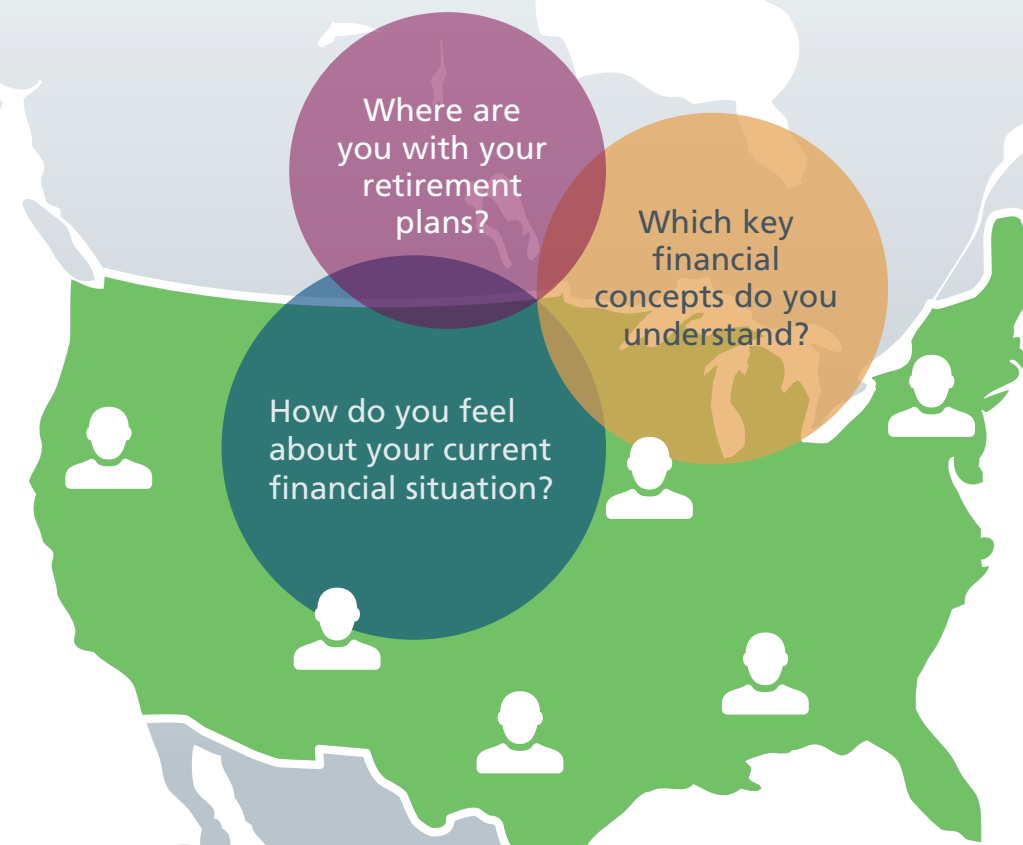 Where are
you with your
retirement
plans?
Which key
financial
concepts do you
understand?
How do you feel
about your current
financial situation?